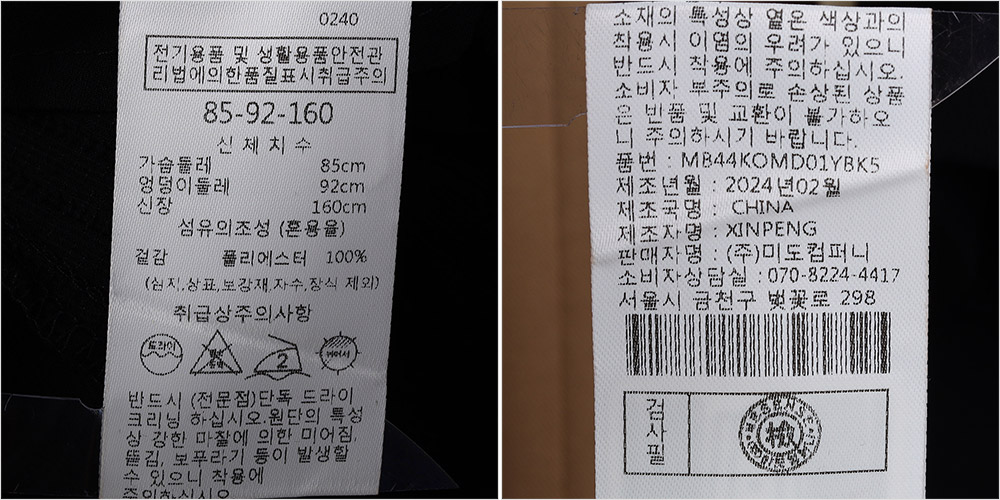 0240
전기용품 및 생활용품안전관
리법에의한품질표시취급주의
85-92-160
신 체 치 수
가슴둘레 85cm
엉덩이둘레 92cm
신장 160cm
섬유의조성 (혼용율)
겉감 폴리에스터 100%
(심지,상표,보강재,자수,장식 제외)
취급상주의사항
드라이
2
반드시 (전문점)단독 드라이
크리닝 하십시오.원단의 특성
상 강한 마찰에 의한 미어짐,
뜯김, 보푸라기 등이 발생할
수 있으니 착용에
주의하십시오
소재의 특성상 옅은 색상과의
착용시 이염의 우려가 있으니
반드시 착용에 주의하십시오.
소비자 부주의로 손상된 상품
은 반품 및 교환이 불가하오
니 주의하시기 바랍니다.
품번 : MB44KOMD01YBK5
제조년월 : 2024년02월
제조국명 : CHINA
제조자명 : XINPENG
판매자명 : (주)미도컴퍼니
소비자상담실 : 070-8224-4417
서울시 금천구 벚꽃로 298
검사필